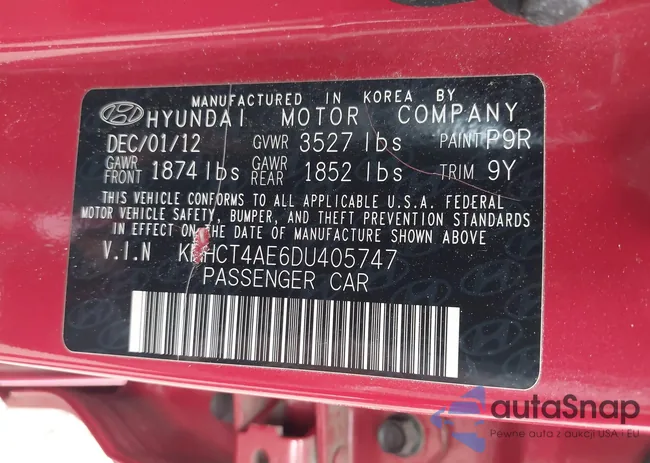 MANUFACTURED IN KOREA BY
HYUNDAI MOTOR COMPANY
DEC/01/12 GVWR 3527 lbs PAINT P9R
GAWR FRONT 1874 lbs GAWR REAR 1852 lbs TRIM 9Y
THIS VEHICLE CONFORMS TO ALL APPLICABLE U.S.A. FEDERAL
MOTOR VEHICLE SAFETY, BUMPER, AND THEFT PREVENTION STANDARDS
IN EFFECT ON THE DATE OF MANUFACTURE SHOWN ABOVE
V.I.N KMHCT4AE6DU405747
PASSENGER CAR
autaSnap
Pewne auta z aukcji USA - EU